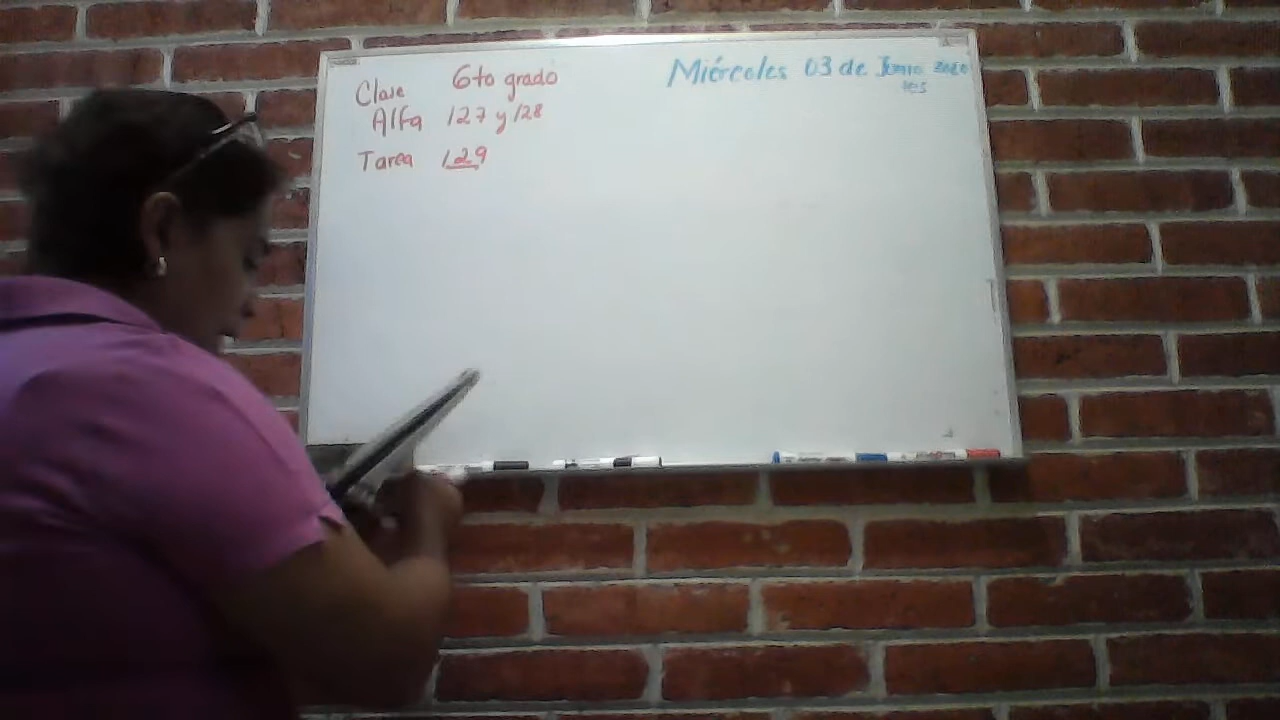 Clase 6to grado
Alfa 127 y 128
Tarea 129
Miércoles 03 de Junio 2020